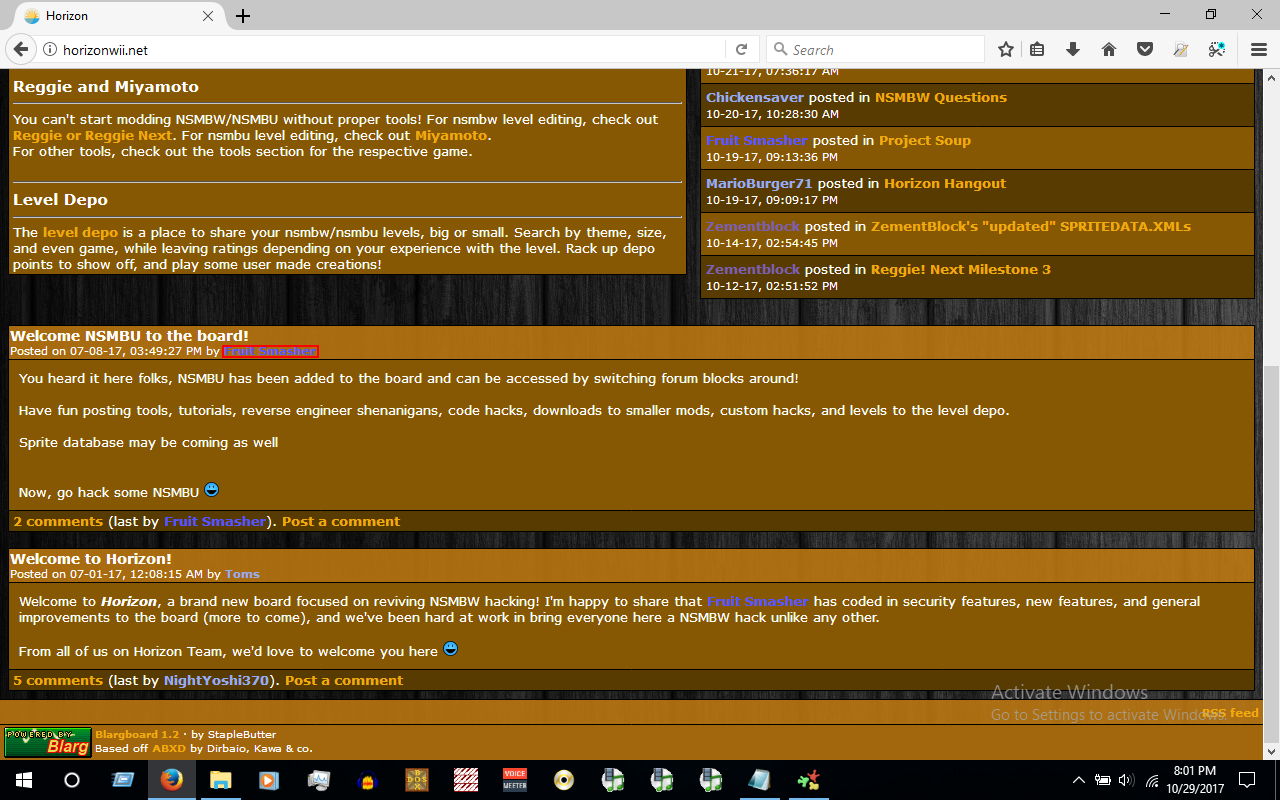 Horizon
horizonwii.net
Search
Reggie and Miyamoto
You can't start modding NSMBW/NSMBU without proper tools! For nsmbw level editing, check out
Reggie or Reggie Next. For nsmbu level editing, check out Miyamoto.
For other tools, check out the tools section for the respective game.
Level Depo
The level depo is a place to share your nsmbw/nsmbu levels, big or small. Search by theme, size,
and even game, while leaving ratings depending on your experience with the level. Rack up depo
points to show off, and play some user made creations!
10-21-17, 07:36:17 AM
Chickensaver posted in NSMBW Questions
10-20-17, 10:28:30 AM
Fruit Smasher posted in Project Soup
10-19-17, 09:13:36 PM
MarioBurger71 posted in Horizon Hangout
10-19-17, 09:09:17 PM
Zementblock posted in ZementBlock's "updated" SPRITEDATA.XMLs
10-14-17, 02:54:45 PM
Zementblock posted in Reggie! Next Milestone 3
10-12-17, 02:51:52 PM
Welcome NSMBU to the board!
Posted on 07-08-17, 03:49:27 PM by Fruit Smasher
You heard it here folks, NSMBU has been added to the board and can be accessed by switching forum blocks around!
Have fun posting tools, tutorials, reverse engineer shenanigans, code hacks, downloads to smaller mods, custom hacks, and levels to the level depo.
Sprite database may be coming as well
Now, go hack some NSMBU
2 comments (last by Fruit Smasher). Post a comment
Welcome to Horizon!
Posted on 07-01-17, 12:08:15 AM by Toms
Welcome to Horizon, a brand new board focused on reviving NSMBW hacking! I'm happy to share that Fruit Smasher has coded in security features, new features, and general
improvements to the board (more to come), and we've been hard at work in bring everyone here a NSMBW hack unlike any other.
From all of us on Horizon Team, we'd love to welcome you here
5 comments (last by NightYoshi370). Post a comment
Activate Windows
Go to Settings to activate Windows.
RSS feed
POWERED BY
Blarg
Blargboard 1.2 · by StapleButter
Based off ABXD by Dirbaio, Kawa & co.
VOICE
MEETER
8:01 PM
10/29/2017